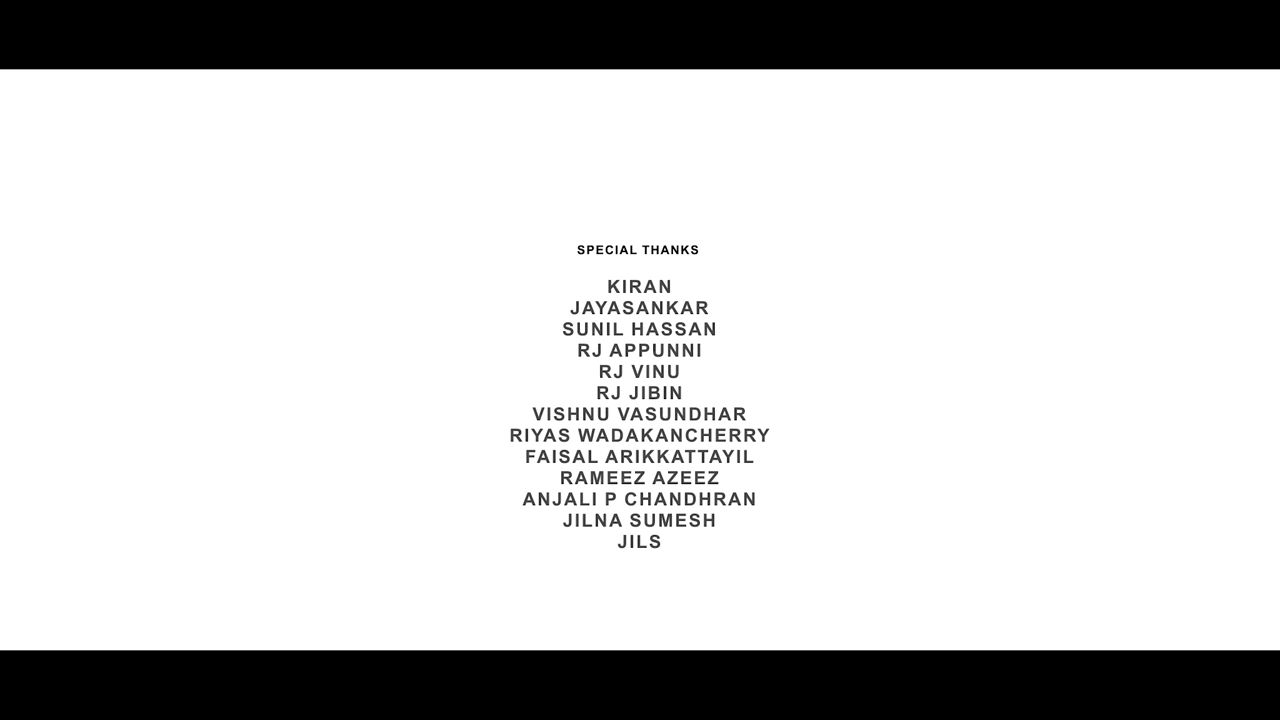 SPECIAL THANKS
KIRAN
JAYASANKAR
SUNIL HASSAN
RJ APPUNNI
RJ VINU
RJ JIBIN
VISHNU VASUNDHAR
RIYAS WADAKANCHERRY
FAISAL ARIKKATTAYIL
RAMEEZ AZEEZ
ANJALI P CHANDHRAN
JILNA SUMESH
JILS